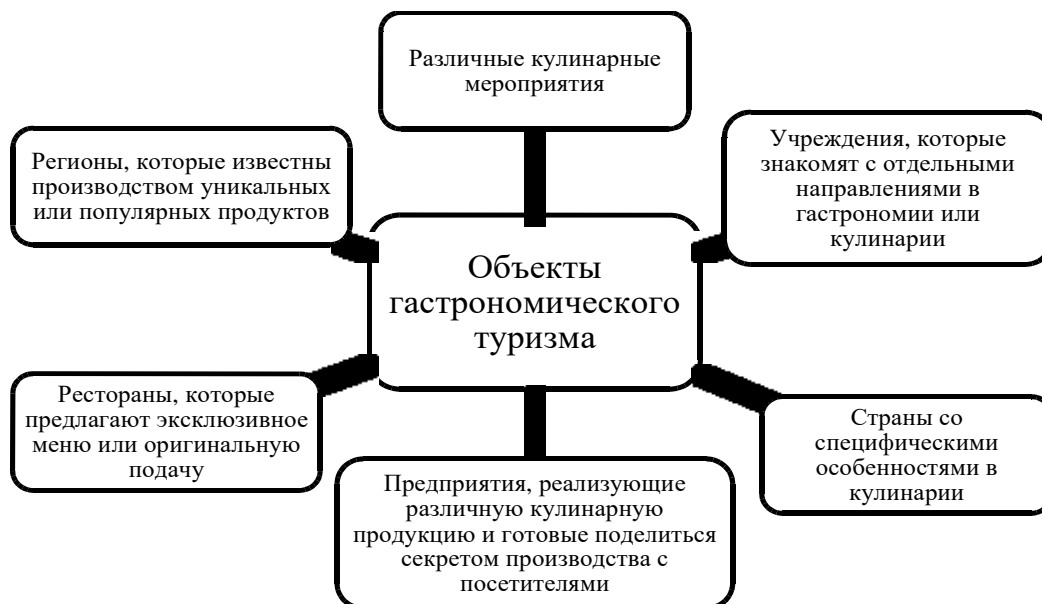 Различные кулинарные
мероприятия
Регионы, которые известны
производством уникальных
или популярных продуктов
Учреждения, которые
знакомят с отдельными
направлениями в
гастрономии или
кулинарии
Объекты
гастрономического
туризма
Рестораны, которые
предлагают эксклюзивное
меню или оригинальную
подачу
Страны со
специфическими
особенностями в
кулинарии
Предприятия, реализующие
различную кулинарную
продукцию и готовые поделиться
секретом производства с
посетителями